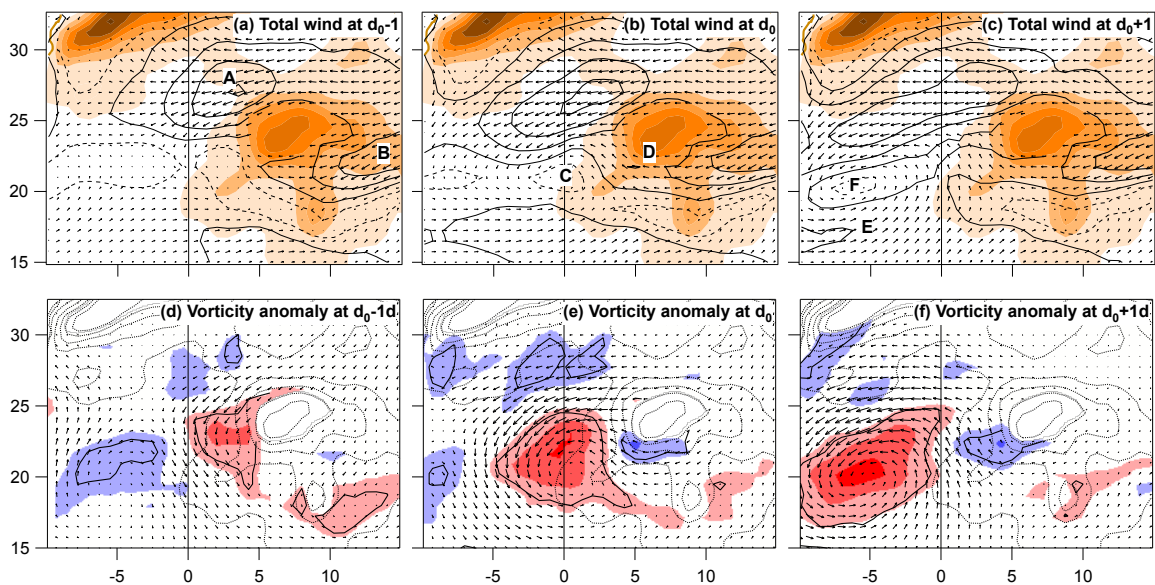 (a) Total wind at d0-1
(b) Total wind at d0
(c) Total wind at d0+1
30
25
20
15
A
B
C
D
E
F
(d) Vorticity anomaly at d0-1d
(e) Vorticity anomaly at d0
(f) Vorticity anomaly at d0+1d
30
25
20
15
-5 0 5 10
-5 0 5 10
-5 0 5 10